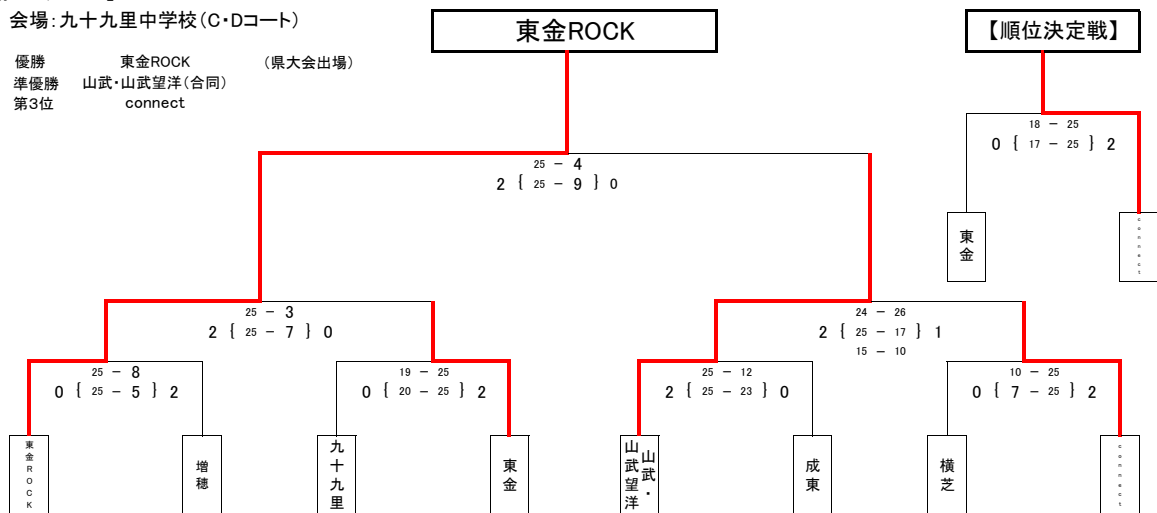 会場:九十九里中学校(C・Dコート)
東金ROCK
【順位決定戦】
優勝 東金ROCK (県大会出場)
準優勝 山武・山武望洋(合同)
第3位 connect
18 − 25
0 { 17 − 25 } 2
25 − 4
2 { 25 − 9 } 0
東金
connect
25 − 3
2 { 25 − 7 } 0
24 − 26
2 { 25 − 17 } 1
15 − 10
25 − 8
0 { 25 − 5 } 2
19 − 25
0 { 20 − 25 } 2
25 − 12
2 { 25 − 23 } 0
10 − 25
0 { 7 − 25 } 2
東金ROCK
増穂
九十九里
東金
山武・
山武望洋
成東
横芝
connect